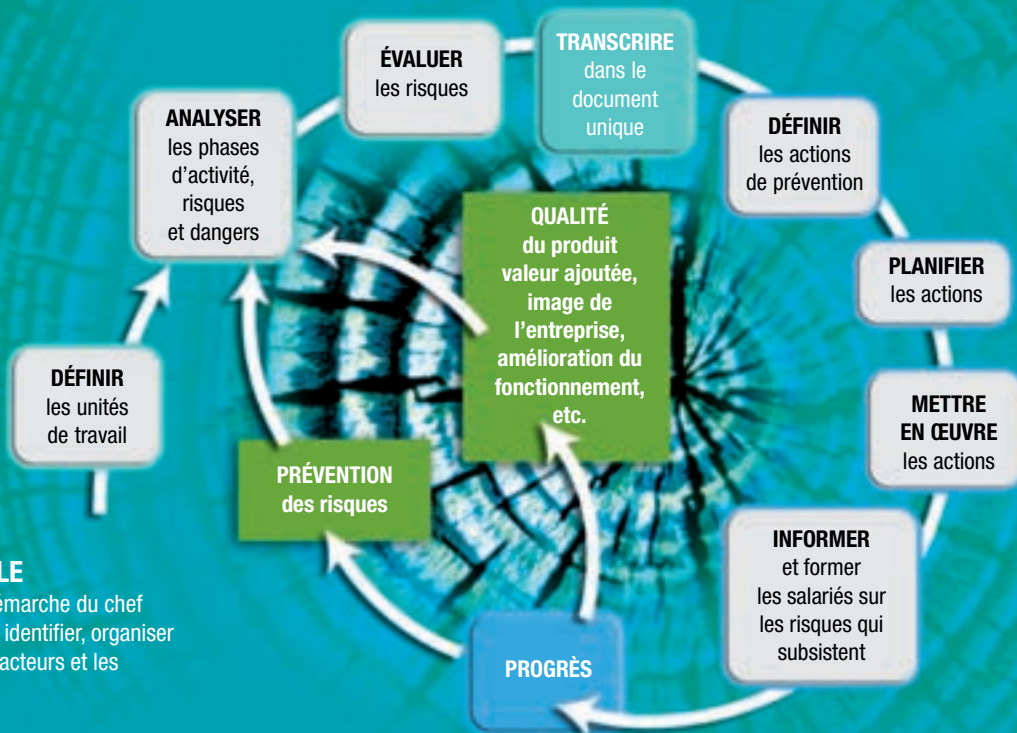 DÉFINIR
les unités
de travail
ANALYSER
les phases
d'activité,
risques
et dangers
ÉVALUER
les risques
TRANSCRIRE
dans le
document
unique
DÉFINIR
les actions
de prévention
PLANIFIER
les actions
METTRE
EN ŒUVRE
les actions
INFORMER
et former
les salariés sur
les risques qui
subsistent
PROGRÈS
PRÉVENTION
des risques
QUALITÉ
du produit
valeur ajoutée,
image de
l'entreprise,
amélioration du
fonctionnement,
etc.
LE
émarche du chef
identifier, organiser
acteurs et les